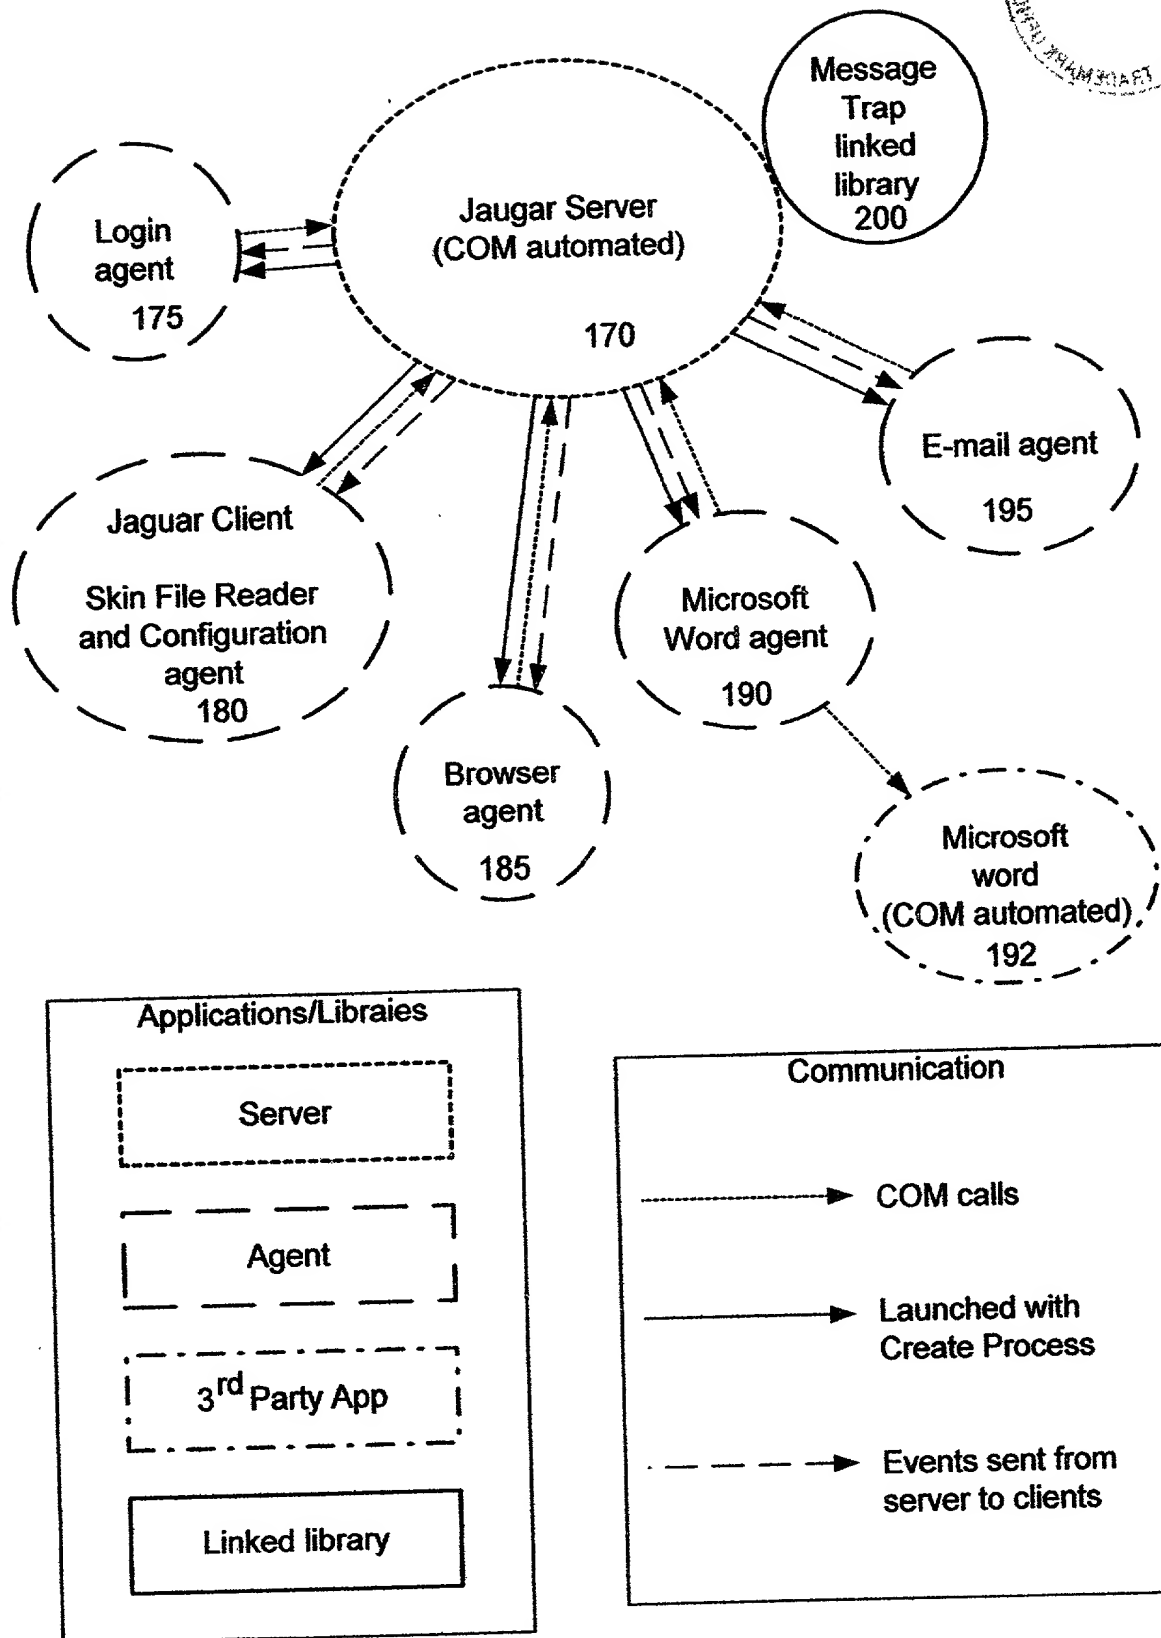 Message
Trap
linked
library
200
TRADEMARK
Login
agent
175
Jaugar Server
(COM automated)
170
E-mail agent
195
Jaguar Client
Skin File Reader
and Configuration
agent
180
Microsoft
Word agent
190
Browser
agent
185
Microsoft
word
(COM automated)
192
Applications/Libraies
Server
Agent
3rd Party App
Linked library
Communication
COM calls
Launched with
Create Process
Events sent from
server to clients